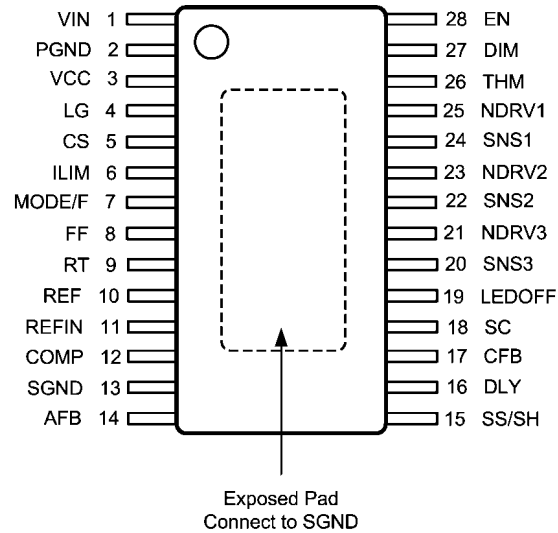 VIN 1
PGND 2
VCC 3
LG 4
CS 5
ILIM 6
MODE/F 7
FF 8
RT 9
REF 10
REFIN 11
COMP 12
SGND 13
AFB 14
28 EN
27 DIM
26 THM
25 NDRV1
24 SNS1
23 NDRV2
22 SNS2
21 NDRV3
20 SNS3
19 LEDOFF
18 SC
17 CFB
16 DLY
15 SS/SH
Exposed Pad
Connect to SGND